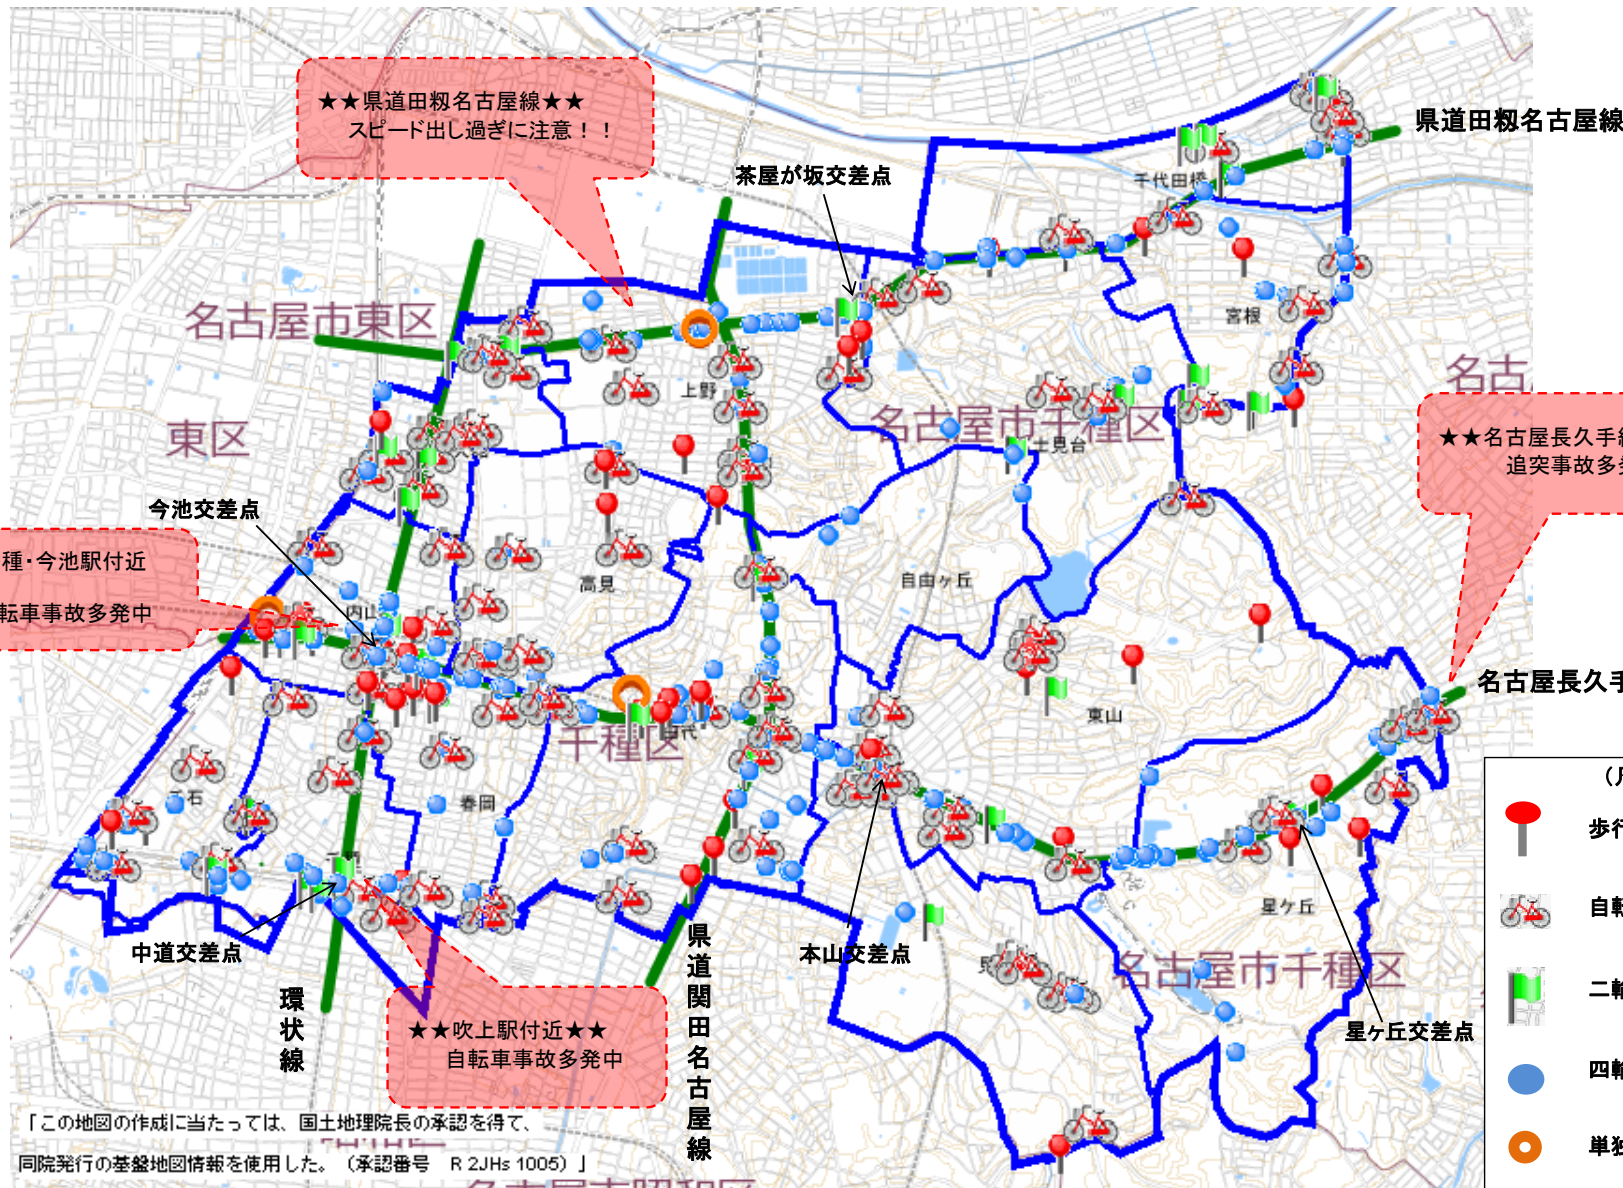 ★★県道田籾名古屋線★★
スピード出し過ぎに注意！！
県道田籾名古屋線
茶屋が坂交差点
千代田橋
名古屋市東区
宮根
上野
名古
東区
名古屋市千種区
士見台
★★名古屋長久手
追突事故多
今池交差点
種･今池駅付近
転車事故多発中
高見
自由ヶ丘
内山
名古屋長久手
東山
千種区
代
石
春岡
（
歩行
自転
二輪
四輪
単独
星ヶ丘
中道交差点
本山交差点
名古屋市千種区
星ヶ丘交差点
環状線
県道関田名古屋線
★★吹上駅付近★★
自転車事故多発中
「この地図の作成に当たっては、国土地理院長の承認を得て、
同院発行の基盤地図情報を使用した。（承認番号　R 2JHs 1005）」